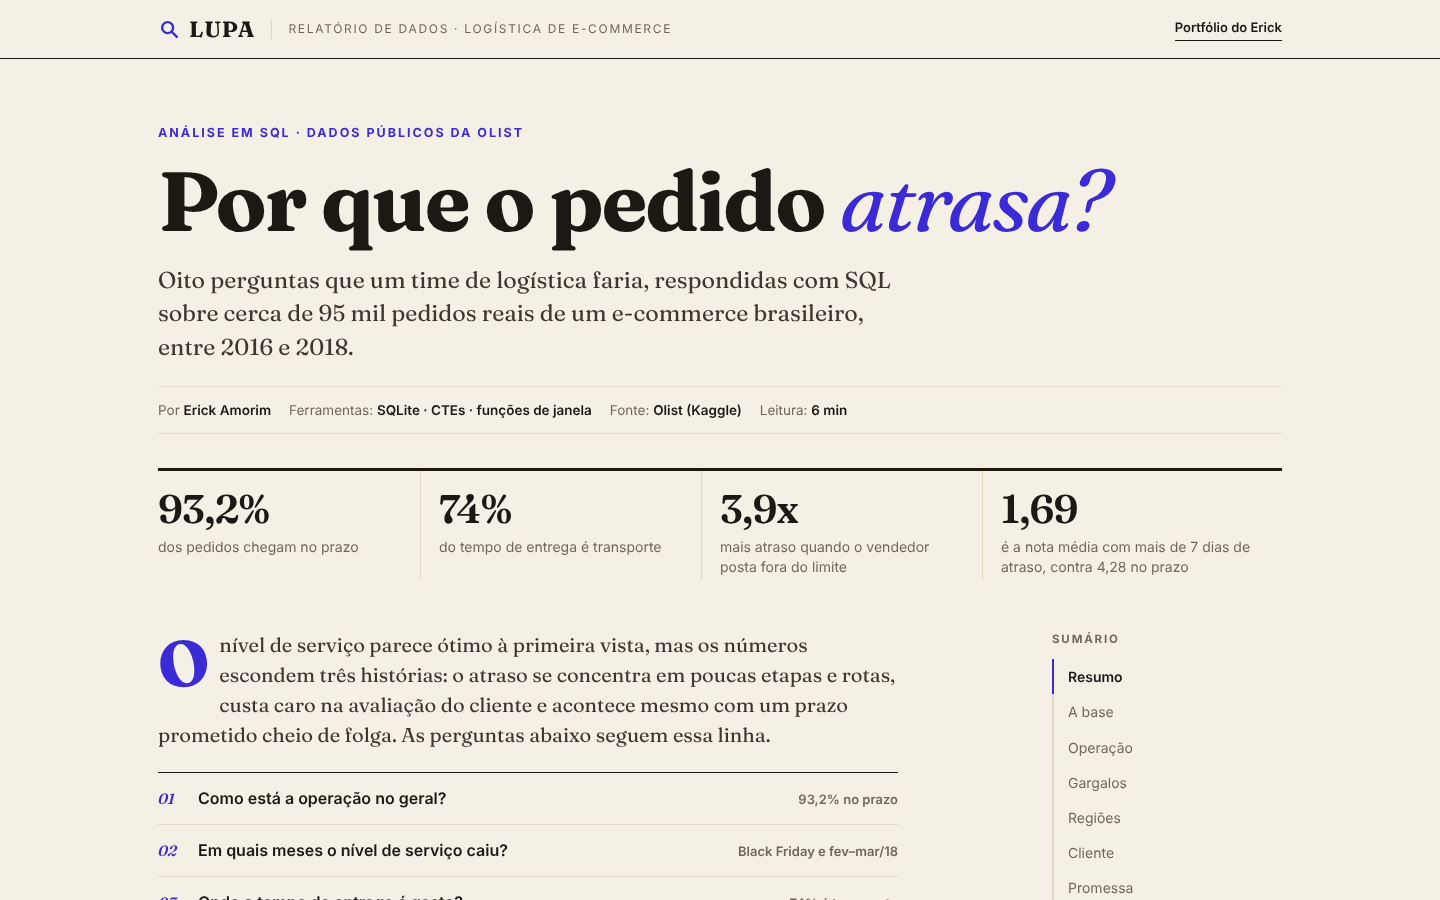 LUPA
RELATÓRIO DE DADOS · LOGÍSTICA DE E-COMMERCE
Portfólio do Erick
ANÁLISE EM SQL · DADOS PÚBLICOS DA OLIST
Por que o pedido atrasa?
Oito perguntas que um time de logística faria, respondidas com SQL
sobre cerca de 95 mil pedidos reais de um e-commerce brasileiro,
entre 2016 e 2018.
Por Erick Amorim Ferramentas: SQLite · CTEs · funções de janela Fonte: Olist (Kaggle) Leitura: 6 min
93,2%
dos pedidos chegam no prazo
74%
do tempo de entrega é transporte
3,9x
mais atraso quando o vendedor
posta fora do limite
1,69
é a nota média com mais de 7 dias de
atraso, contra 4,28 no prazo
O nível de serviço parece ótimo à primeira vista, mas os números
escondem três histórias: o atraso se concentra em poucas etapas e rotas,
custa caro na avaliação do cliente e acontece mesmo com um prazo
prometido cheio de folga. As perguntas abaixo seguem essa linha.
01 Como está a operação no geral? 93,2% no prazo
02 Em quais meses o nível de serviço caiu? Black Friday e fev–mar/18
SUMÁRIO
Resumo
A base
Operação
Gargalos
Regiões
Cliente
Promessa